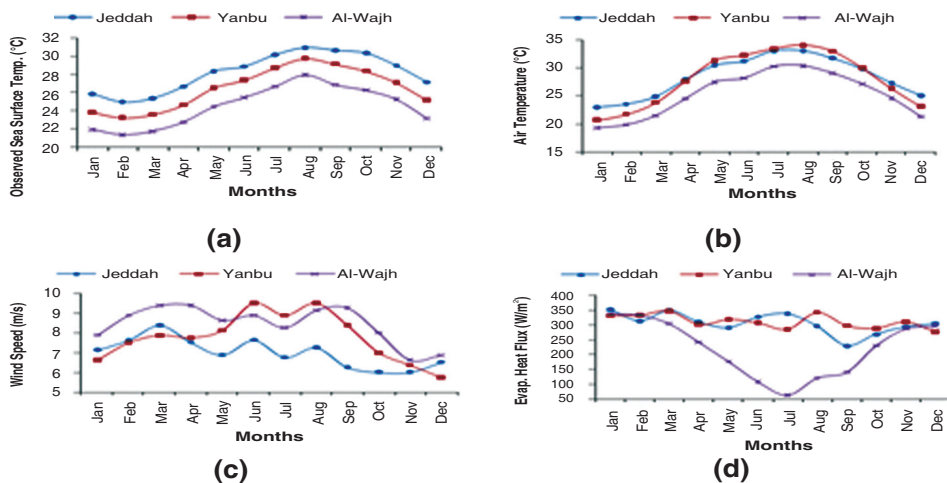 Jeddah Yanbu Al-Wajh
Observed Sea Surface Temp. (°C)
32
30
28
26
24
22
20
Jan Feb Mar Apr May Jun Jul Aug Sep Oct Nov Dec
Months
(a)
Jeddah Yanbu Al-Wajh
Air Temperature (°C)
35
30
25
20
15
Jan Feb Mar Apr May Jun Jul Aug Sep Oct Nov Dec
Months
(b)
Jeddah Yanbu Al-Wajh
Wind Speed (m/s)
10
9
8
7
6
5
Jan Feb Mar Apr May Jun Jul Aug Sep Oct Nov Dec
Months
(c)
Jeddah Yanbu Al-Wajh
Evap. Heat Flux (W/m²)
400
350
300
250
200
150
100
50
Jan Feb Mar Apr May Jun Jul Aug Sep Oct Nov Dec
Months
(d)